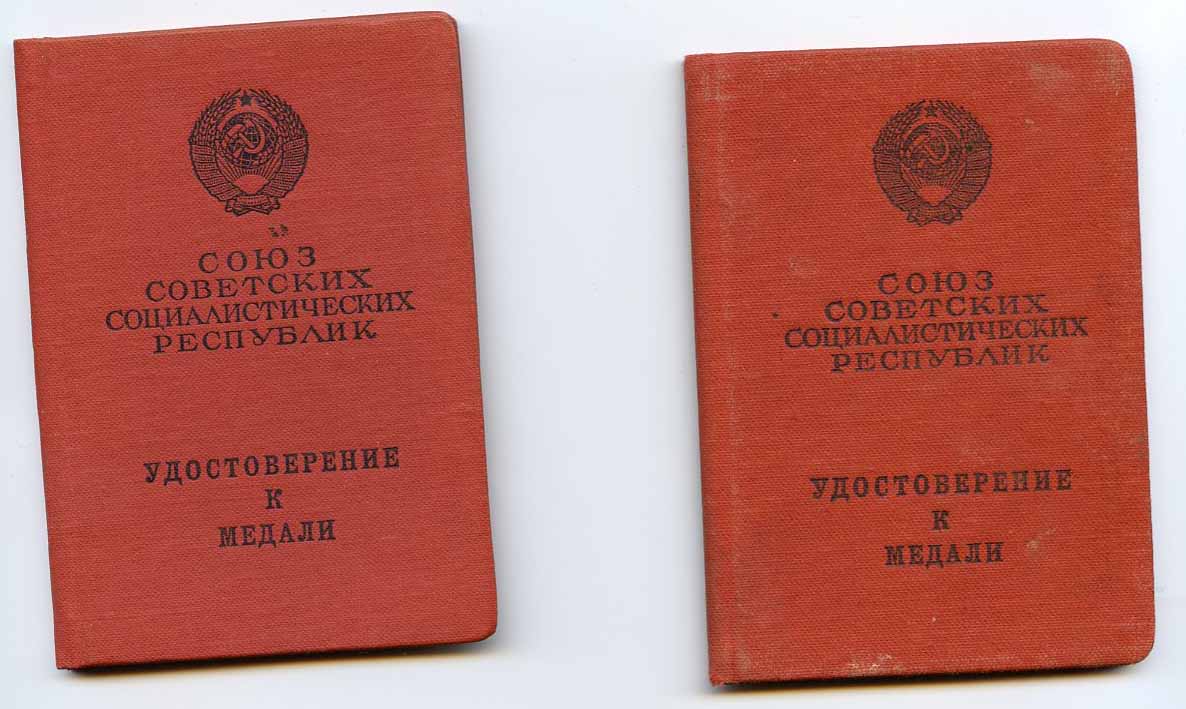 СОЮЗ
СОВЕТСКИХ
СОЦИАЛИСТИЧЕСКИХ
РЕСПУБЛИК
УДОСТОВЕРЕНИЕ
К
МЕДАЛИ
СОЮЗ
СОВЕТСКИХ
СОЦИАЛИСТИЧЕСКИХ
РЕСПУБЛИК
УДОСТОВЕРЕНИЕ
К
МЕДАЛИ